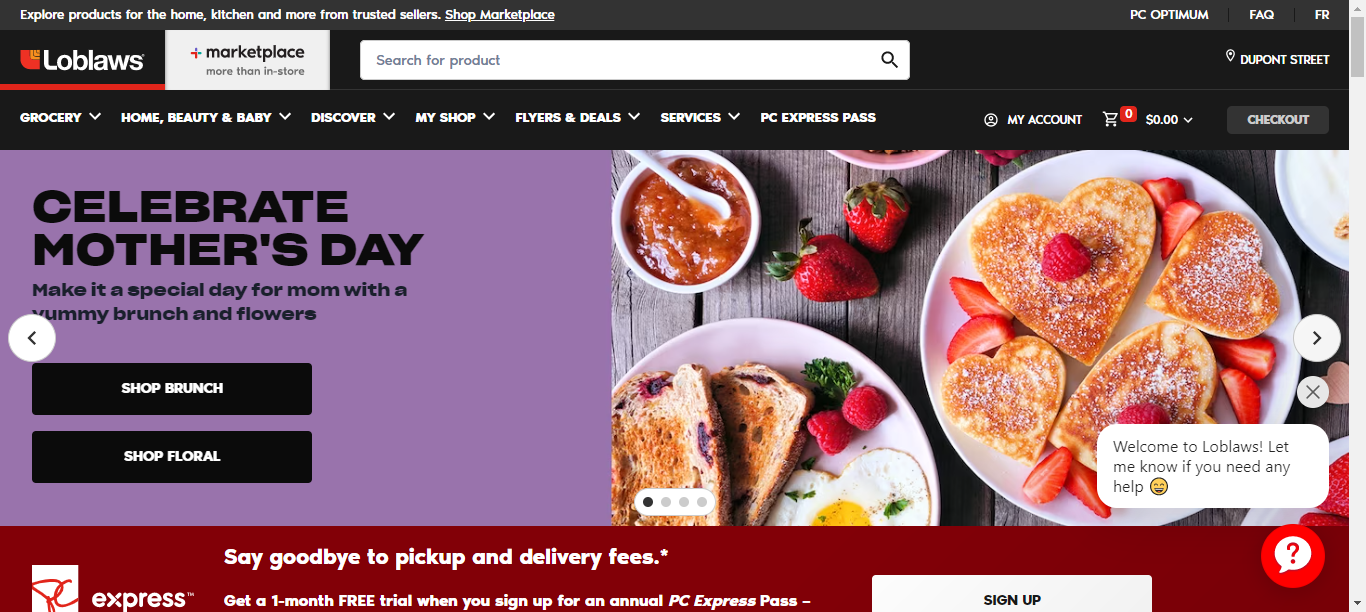 Explore products for the home, kitchen and more from trusted sellers. Shop Marketplace
PC OPTIMUM
FAQ
FR
Loblaws
marketplace
more than in-store
Search for product
DUPONT STREET
GROCERY
HOME, BEAUTY & BABY
DISCOVER
MY SHOP
FLYERS & DEALS
SERVICES
PC EXPRESS PASS
MY ACCOUNT
0
$0.00
CHECKOUT
CELEBRATE
MOTHER'S DAY
Make it a special day for mom with a
yummy brunch and flowers
SHOP BRUNCH
SHOP FLORAL
Welcome to Loblaws! Let
me know if you need any
help 😄
?
Say goodbye to pickup and delivery fees.*
PC express™
Get a 1-month FREE trial when you sign up for an annual PC Express Pass –
SIGN UP